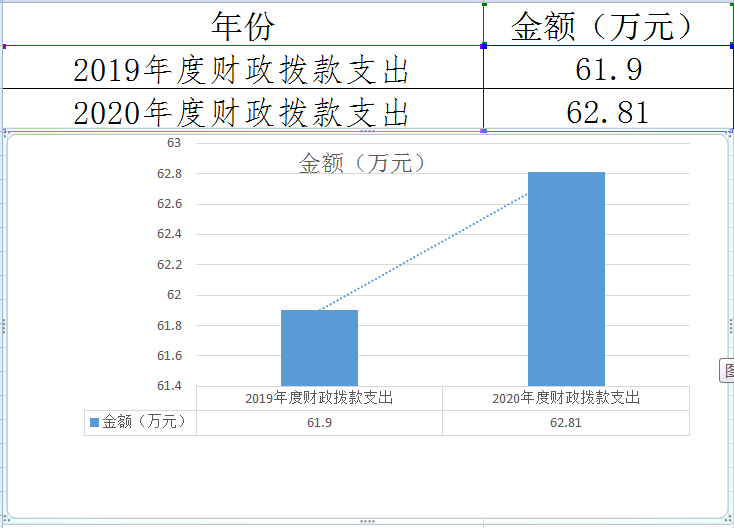 年份 金额（万元）
2019年度财政拨款支出 61.9
2020年度财政拨款支出 62.81
金额（万元）
63
62.8
62.6
62.4
62.2
62
61.8
61.6
61.4
2019年度财政拨款支出 2020年度财政拨款支出
金额（万元） 61.9 62.81